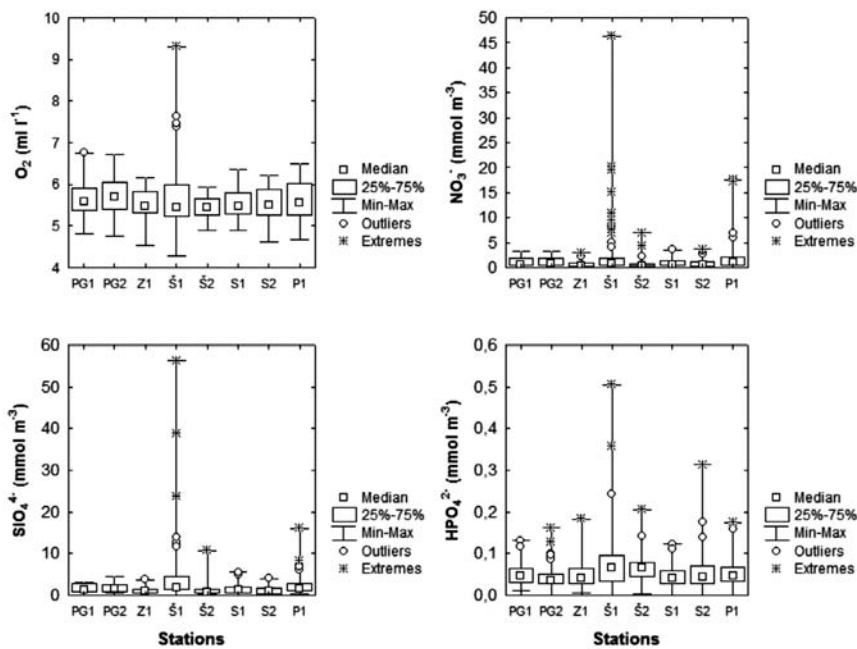 O₂ (ml l⁻¹)
10
9
8
7
6
5
4
PG1 PG2 Z1 Š1 Š2 S1 S2 P1
Median
25%-75%
Min-Max
Outliers
Extremes
NO₃⁻ (mmol m⁻³)
50
45
40
35
30
25
20
15
10
5
0
PG1 PG2 Z1 Š1 Š2 S1 S2 P1
Median
25%-75%
Min-Max
Outliers
Extremes
SIO₄⁴⁻ (mmol m⁻³)
60
50
40
30
20
10
0
PG1 PG2 Z1 Š1 Š2 S1 S2 P1
Stations
Median
25%-75%
Min-Max
Outliers
Extremes
HPO₄²⁻ (mmol m⁻³)
0,6
0,5
0,4
0,3
0,2
0,1
0,0
PG1 PG2 Z1 Š1 Š2 S1 S2 P1
Stations
Median
25%-75%
Min-Max
Outliers
Extremes